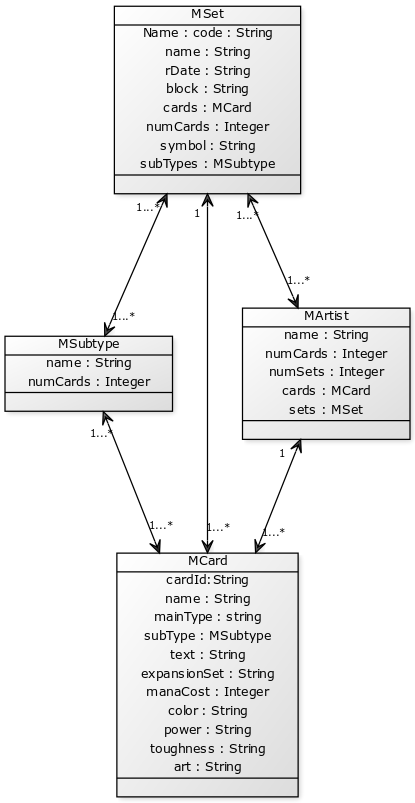 MSet
Name : code : String
name : String
rDate : String
block : String
cards : MCard
numCards : Integer
symbol : String
subTypes : MSubtype
1...*
1
1...*
1...*
1...*
MSubtype
name : String
numCards : Integer
MArtist
name : String
numCards : Integer
numSets : Integer
cards : MCard
sets : MSet
1...*
1
1...*
1...*
1...*
MCard
cardId:String
name : String
mainType : string
subType : MSubtype
text : String
expansionSet : String
manaCost : Integer
color : String
power : String
toughness : String
art : String